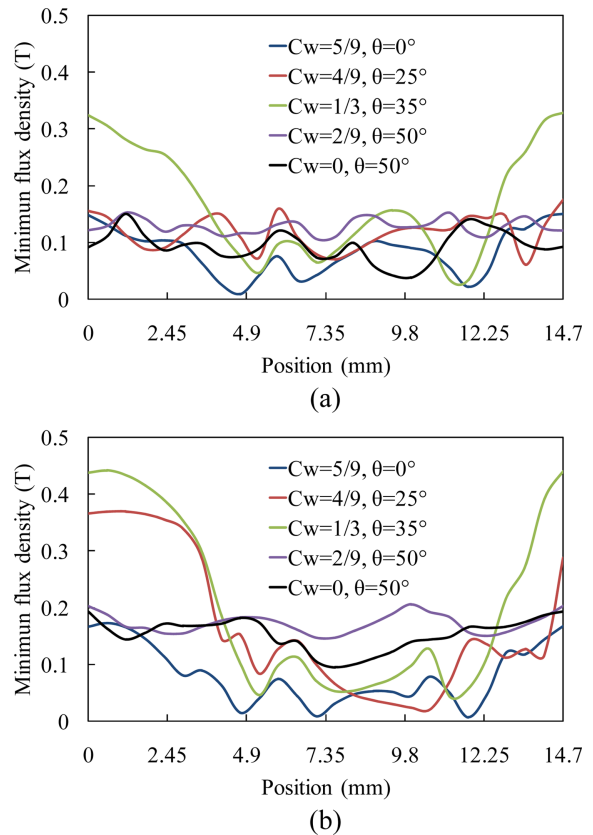 0.5
0.4
0.3
0.2
0.1
0
Minimun flux density (T)
Cw=5/9, θ=0°
Cw=4/9, θ=25°
Cw=1/3, θ=35°
Cw=2/9, θ=50°
Cw=0, θ=50°
0 2.45 4.9 7.35 9.8 12.25 14.7
Position (mm)
(a)
0.5
0.4
0.3
0.2
0.1
0
Minimun flux density (T)
Cw=5/9, θ=0°
Cw=4/9, θ=25°
Cw=1/3, θ=35°
Cw=2/9, θ=50°
Cw=0, θ=50°
0 2.45 4.9 7.35 9.8 12.25 14.7
Position (mm)
(b)